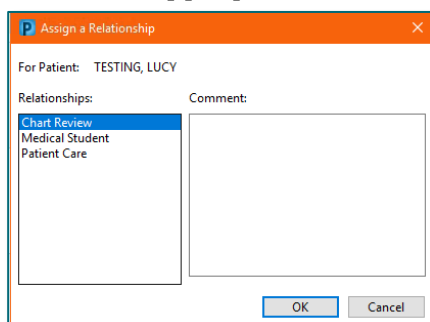 P Assign a Relationship
For Patient: TESTING, LUCY
Relationships: Comment:
Chart Review
Medical Student
Patient Care
OK Cancel